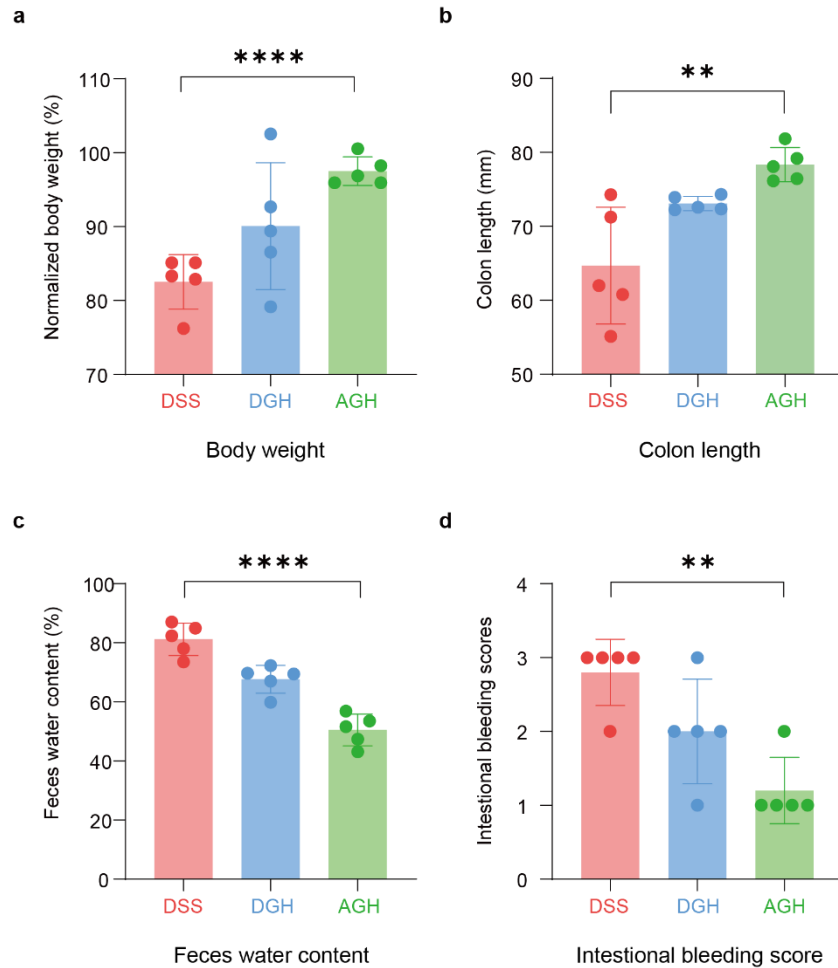 a
****
Normalized body weight (%)
110
100
90
80
70
DSS DGH AGH
Body weight
b
**
Colon length (mm)
90
80
70
60
50
DSS DGH AGH
Colon length
c
****
Feces water content (%)
100
80
60
40
20
0
DSS DGH AGH
Feces water content
d
**
Intestional bleeding scores
4
3
2
1
0
DSS DGH AGH
Intestional bleeding score